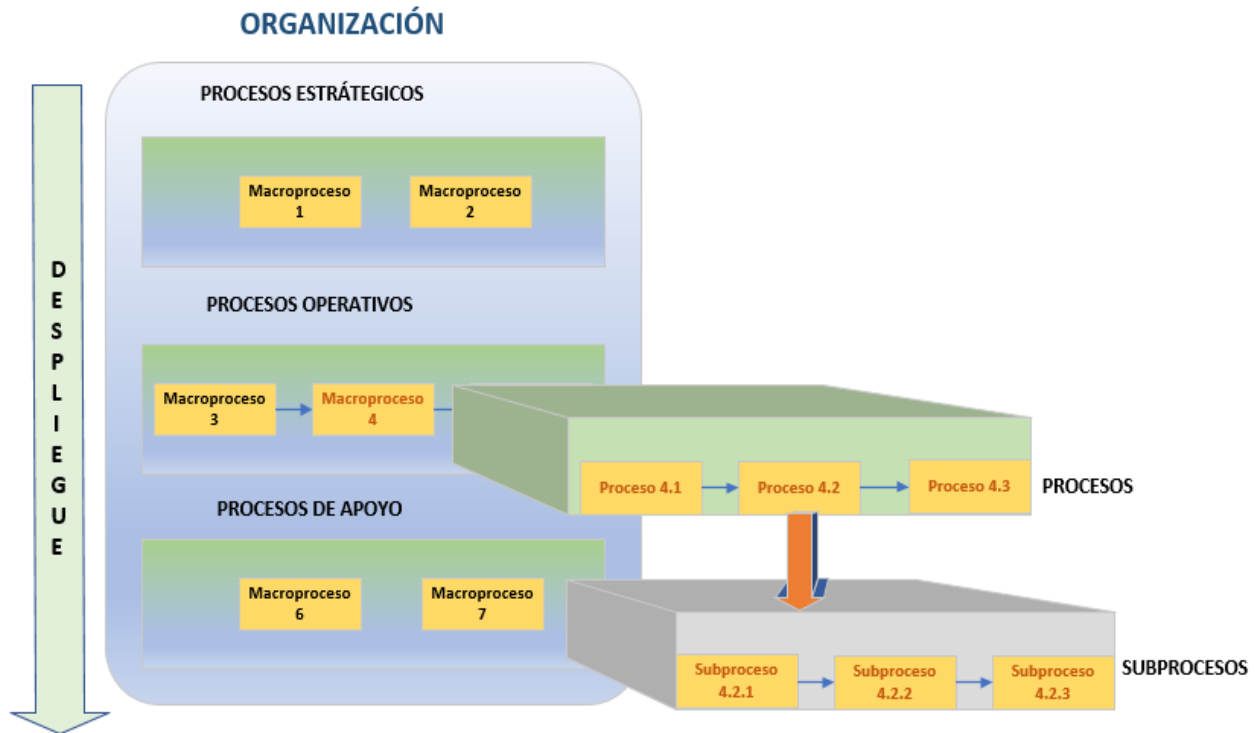 ORGANIZACIÓN
PROCESOS ESTRÁTEGICOS
Macroproceso
1
Macroproceso
2
DESPLIEGUE
PROCESOS OPERATIVOS
Macroproceso
3
Macroproceso
4
Proceso 4.1
Proceso 4.2
Proceso 4.3
PROCESOS
PROCESOS DE APOYO
Macroproceso
6
Macroproceso
7
Subproceso
4.2.1
Subproceso
4.2.2
Subproceso
4.2.3
SUBPROCESOS